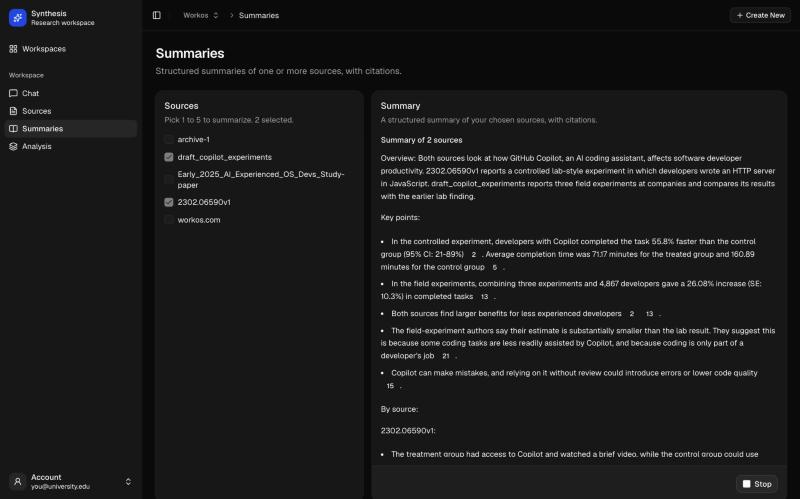 Synthesis
Research workspace
Workspaces
Workspace
Chat
Sources
Summaries
Analysis
Account
you@university.edu
Workos
Summaries
Create New
Summaries
Structured summaries of one or more sources, with citations.
Sources
Pick 1 to 5 to summarize. 2 selected.
archive-1
draft_copilot_experiments
Early_2025_AI_Experienced_OS_Devs_Study-
paper
2302.06590v1
workos.com
Summary
A structured summary of your chosen sources, with citations.
Summary of 2 sources
Overview: Both sources look at how GitHub Copilot, an AI coding assistant, affects software developer
productivity. 2302.06590v1 reports a controlled lab-style experiment in which developers wrote an HTTP server
in JavaScript. draft_copilot_experiments reports three field experiments at companies and compares its results
with the earlier lab finding.
Key points:
• In the controlled experiment, developers with Copilot completed the task 55.8% faster than the control
group (95% CI: 21–89%) 2 . Average completion time was 71.17 minutes for the treated group and 160.89
minutes for the control group 5 .
• In the field experiments, combining three experiments and 4,867 developers gave a 26.08% increase (SE:
10.3%) in completed tasks 13 .
• Both sources find larger benefits for less experienced developers 2 13 .
• The field-experiment authors say their estimate is substantially smaller than the lab result. They suggest this
is because some coding tasks are less readily assisted by Copilot, and because coding is only part of a
developer's job 21 .
• Copilot can make mistakes, and relying on it without review could introduce errors or lower code quality
15 .
By source:
2302.06590v1:
• The treatment group had access to Copilot and watched a brief video, while the control group could use
Stop